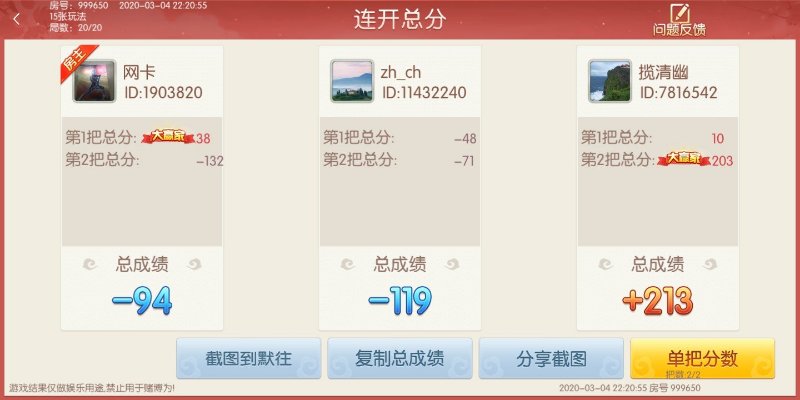 房号: 999650 2020-03-04 22:20:55
15张玩法
局数: 20/20
连开总分
问题反馈
房主
网卡
ID:1903820
第1把总分: 大赢家 38
第2把总分: -132
总成绩
-94
zh_ch
ID:11432240
第1把总分: -48
第2把总分: -71
总成绩
-119
揽清幽
ID:7816542
第1把总分: 10
第2把总分: 大赢家 203
总成绩
+213
截图到默往
复制总成绩
分享截图
单把分数
把数:2/2
游戏结果仅做娱乐用途,禁止用于赌博为!
2020-03-04 22:20:55 房号 999650